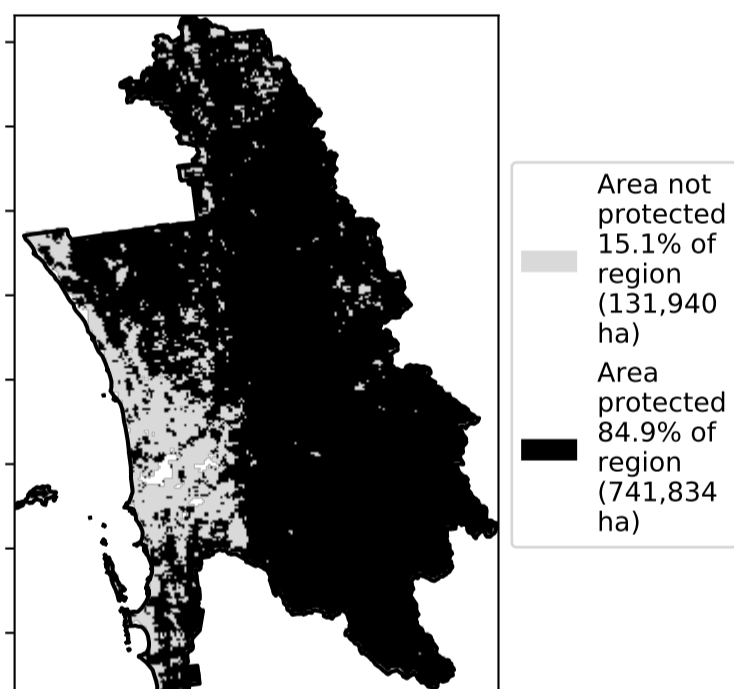 Area not
protected
15.1% of
region
(131,940
ha)
Area
protected
84.9% of
region
(741,834
ha)